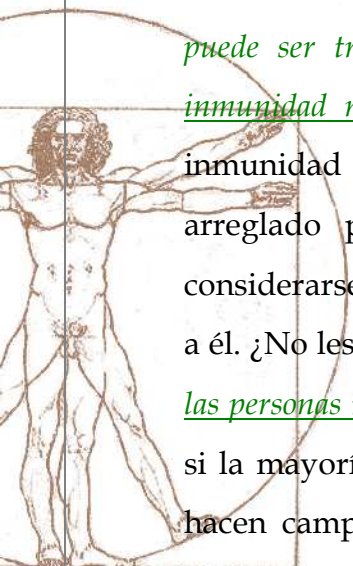 puede ser tr
inmunidad r
inmunidad
arreglado p
considerarse
a él. ¿No les
las personas
si la mayorí
hacen camp